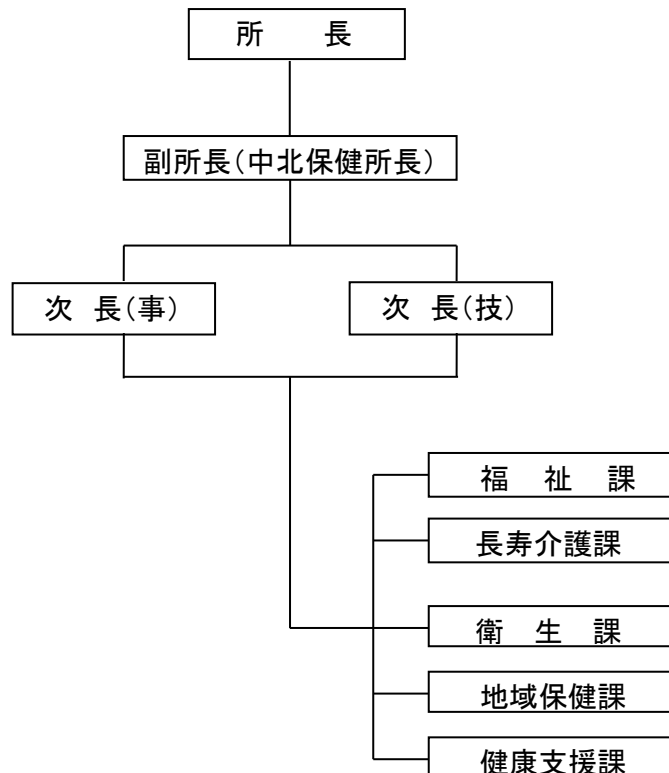 所　長
副所長(中北保健所長)
次 長(事)
次 長(技)
福 祉 課
長寿介護課
衛 生 課
地域保健課
健康支援課